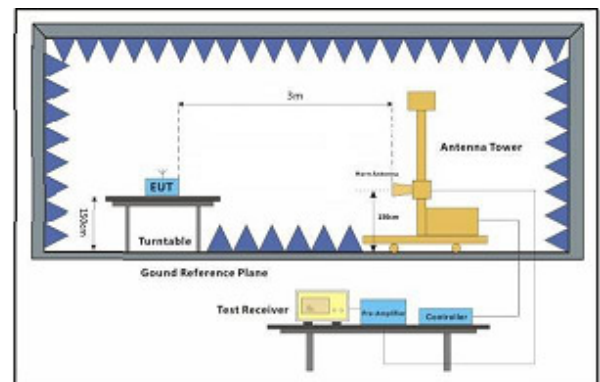 3m
Antenna Tower
Horn Antenna
EUT
150cm
150cm
Turntable
Gound Reference Plane
Test Receiver
Pre-Amplifier
Controller